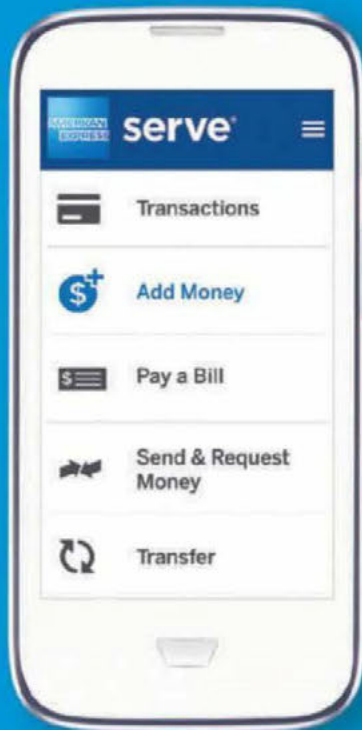 AMERICAN
EXPRESS
serve®
Transactions
Add Money
Pay a Bill
Send & Request
Money
Transfer